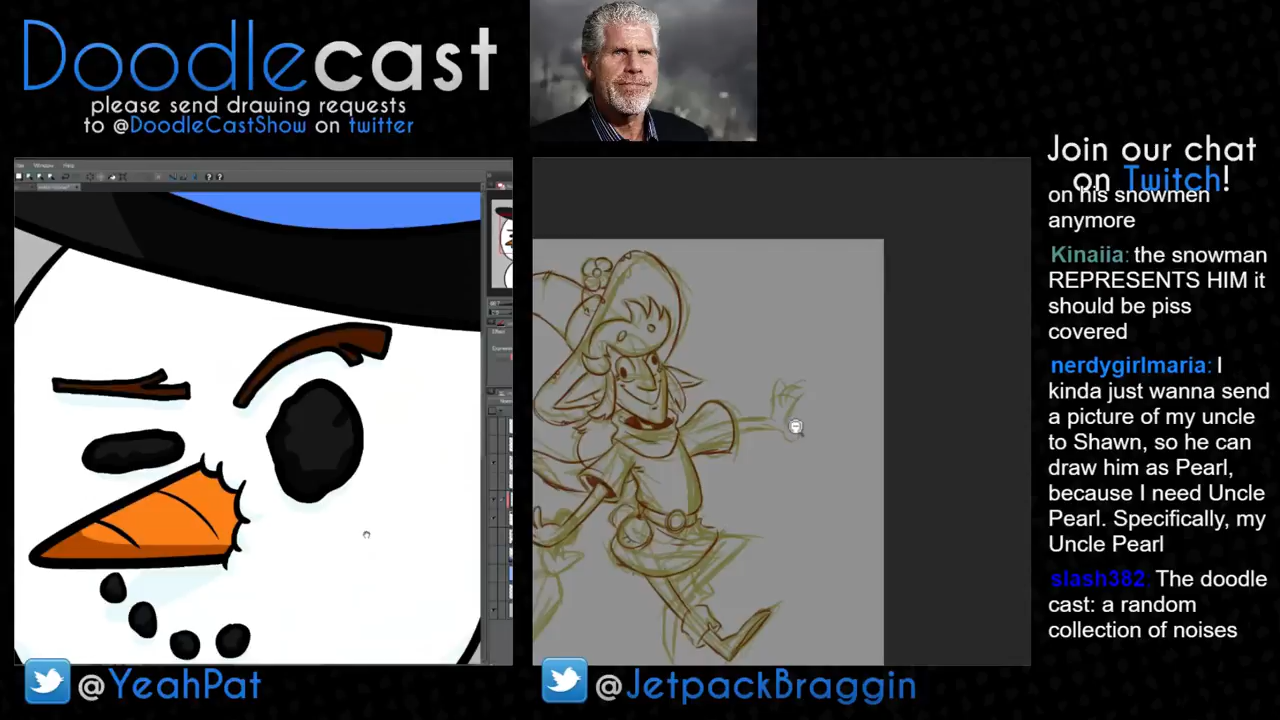 Doodlecast
please send drawing requests
to @DoodleCastShow on twitter
Window Help
@YeahPat
@JetpackBraggin
Join our chat
on Twitch!
on his snowmen
anymore
Kinaiia: the snowman
REPRESENTS HIM it
should be piss
covered
nerdygirlmaria: I
kinda just wanna send
a picture of my uncle
to Shawn, so he can
draw him as Pearl,
because I need Uncle
Pearl. Specifically, my
Uncle Pearl
slash382: The doodle
cast: a random
collection of noises